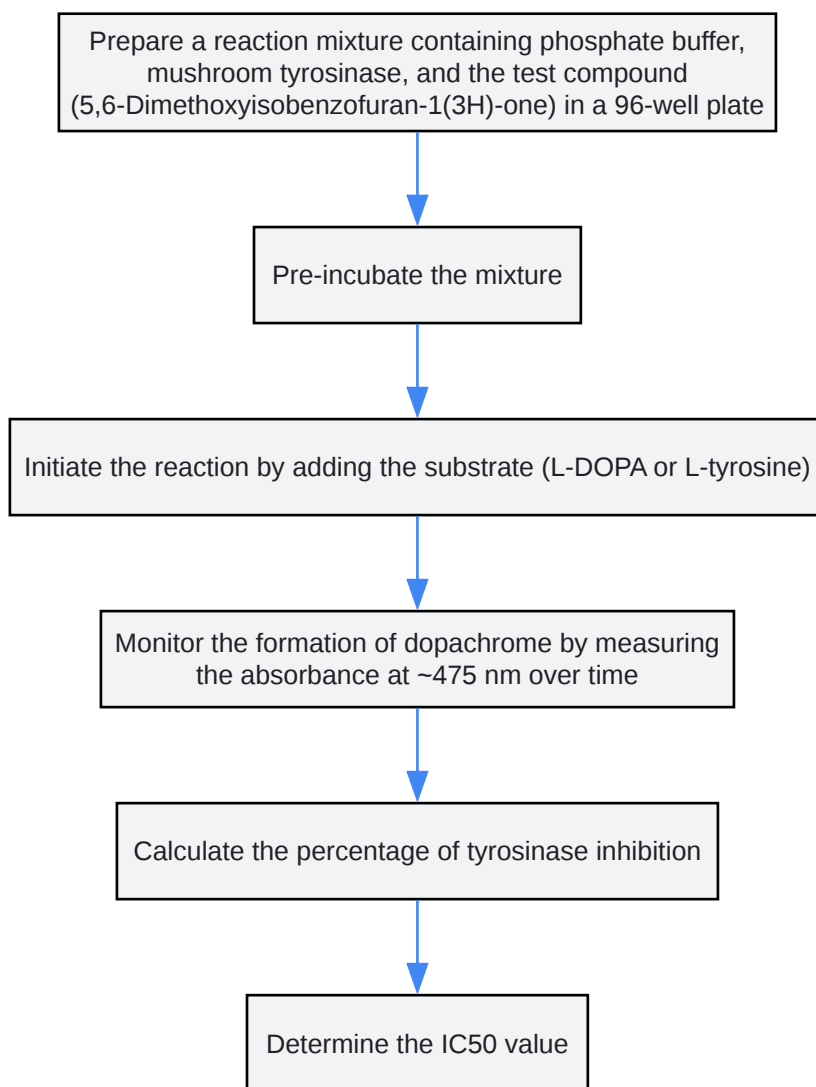 Prepare a reaction mixture containing phosphate buffer,
mushroom tyrosinase, and the test compound
(5,6-Dimethoxyisobenzofuran-1(3H)-one) in a 96-well plate
Pre-incubate the mixture
Initiate the reaction by adding the substrate (L-DOPA or L-tyrosine)
Monitor the formation of dopachrome by measuring
the absorbance at ~475 nm over time
Calculate the percentage of tyrosinase inhibition
Determine the IC50 value